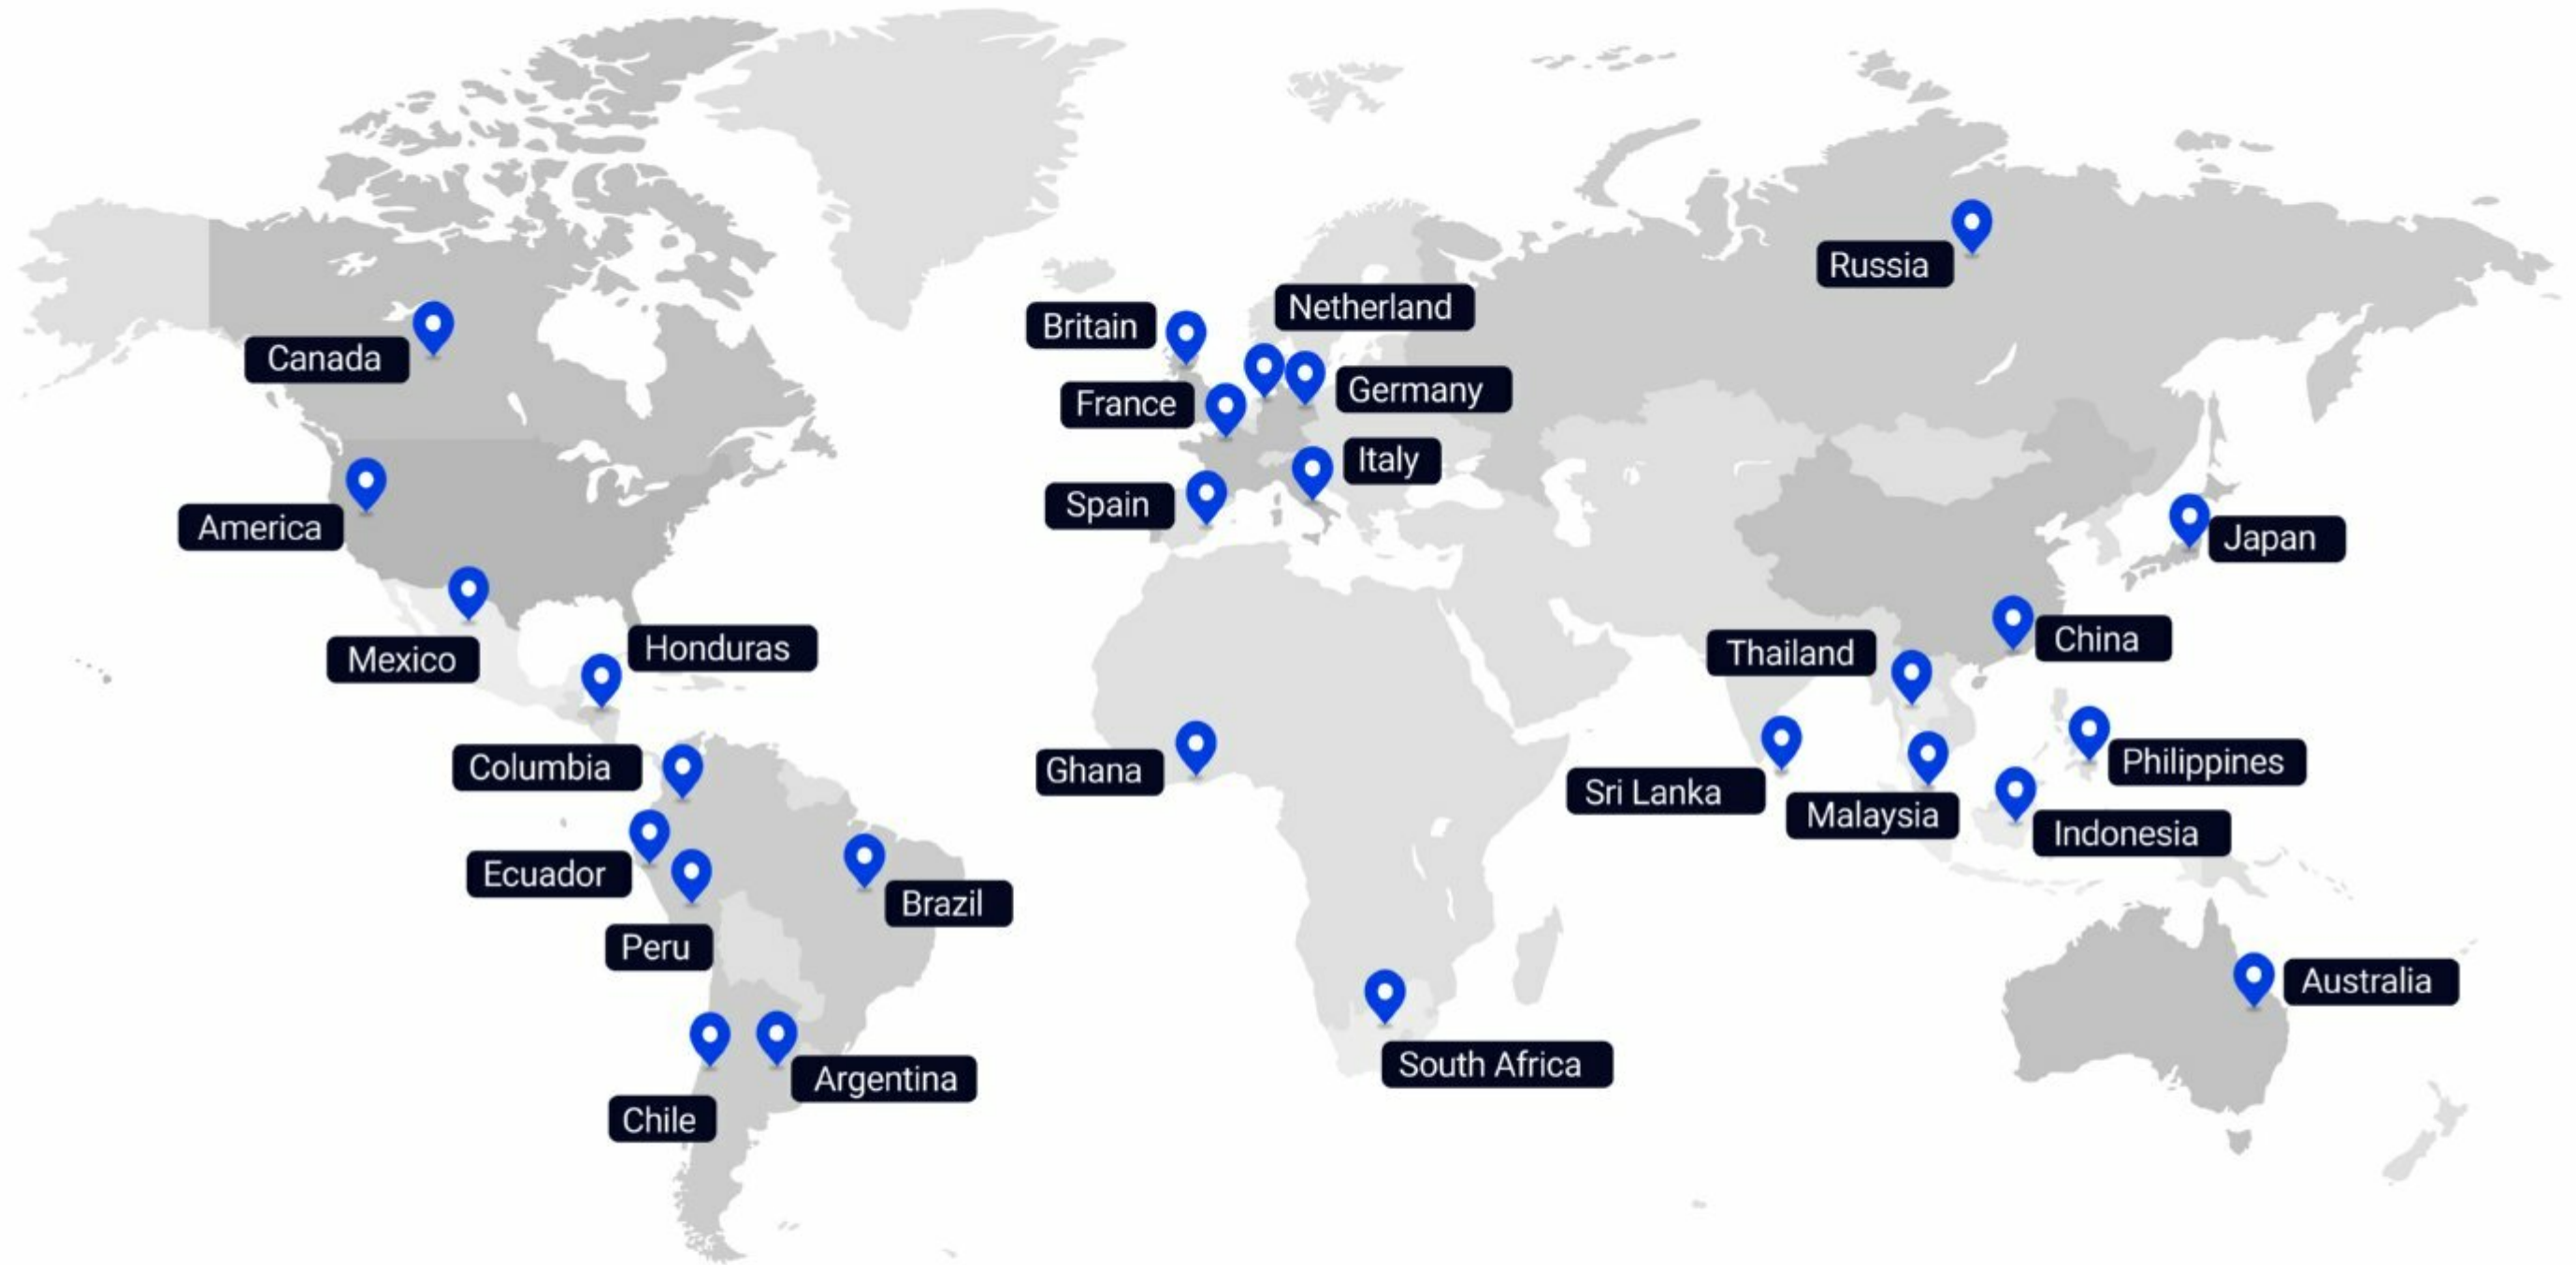 Russia
Netherland
Britain
Canada
Germany
France
Italy
Spain
America
Japan
China
Honduras
Thailand
Mexico
Columbia
Philippines
Ghana
Sri Lanka
Malaysia
Indonesia
Ecuador
Brazil
Peru
Australia
South Africa
Argentina
Chile